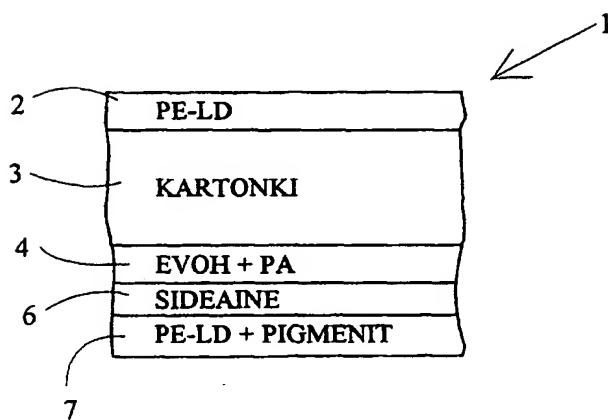 1
2
PE-LD
3
KARTONKI
4
EVOH + PA
6
SIDEAINE
PE-LD + PIGMENIT
7